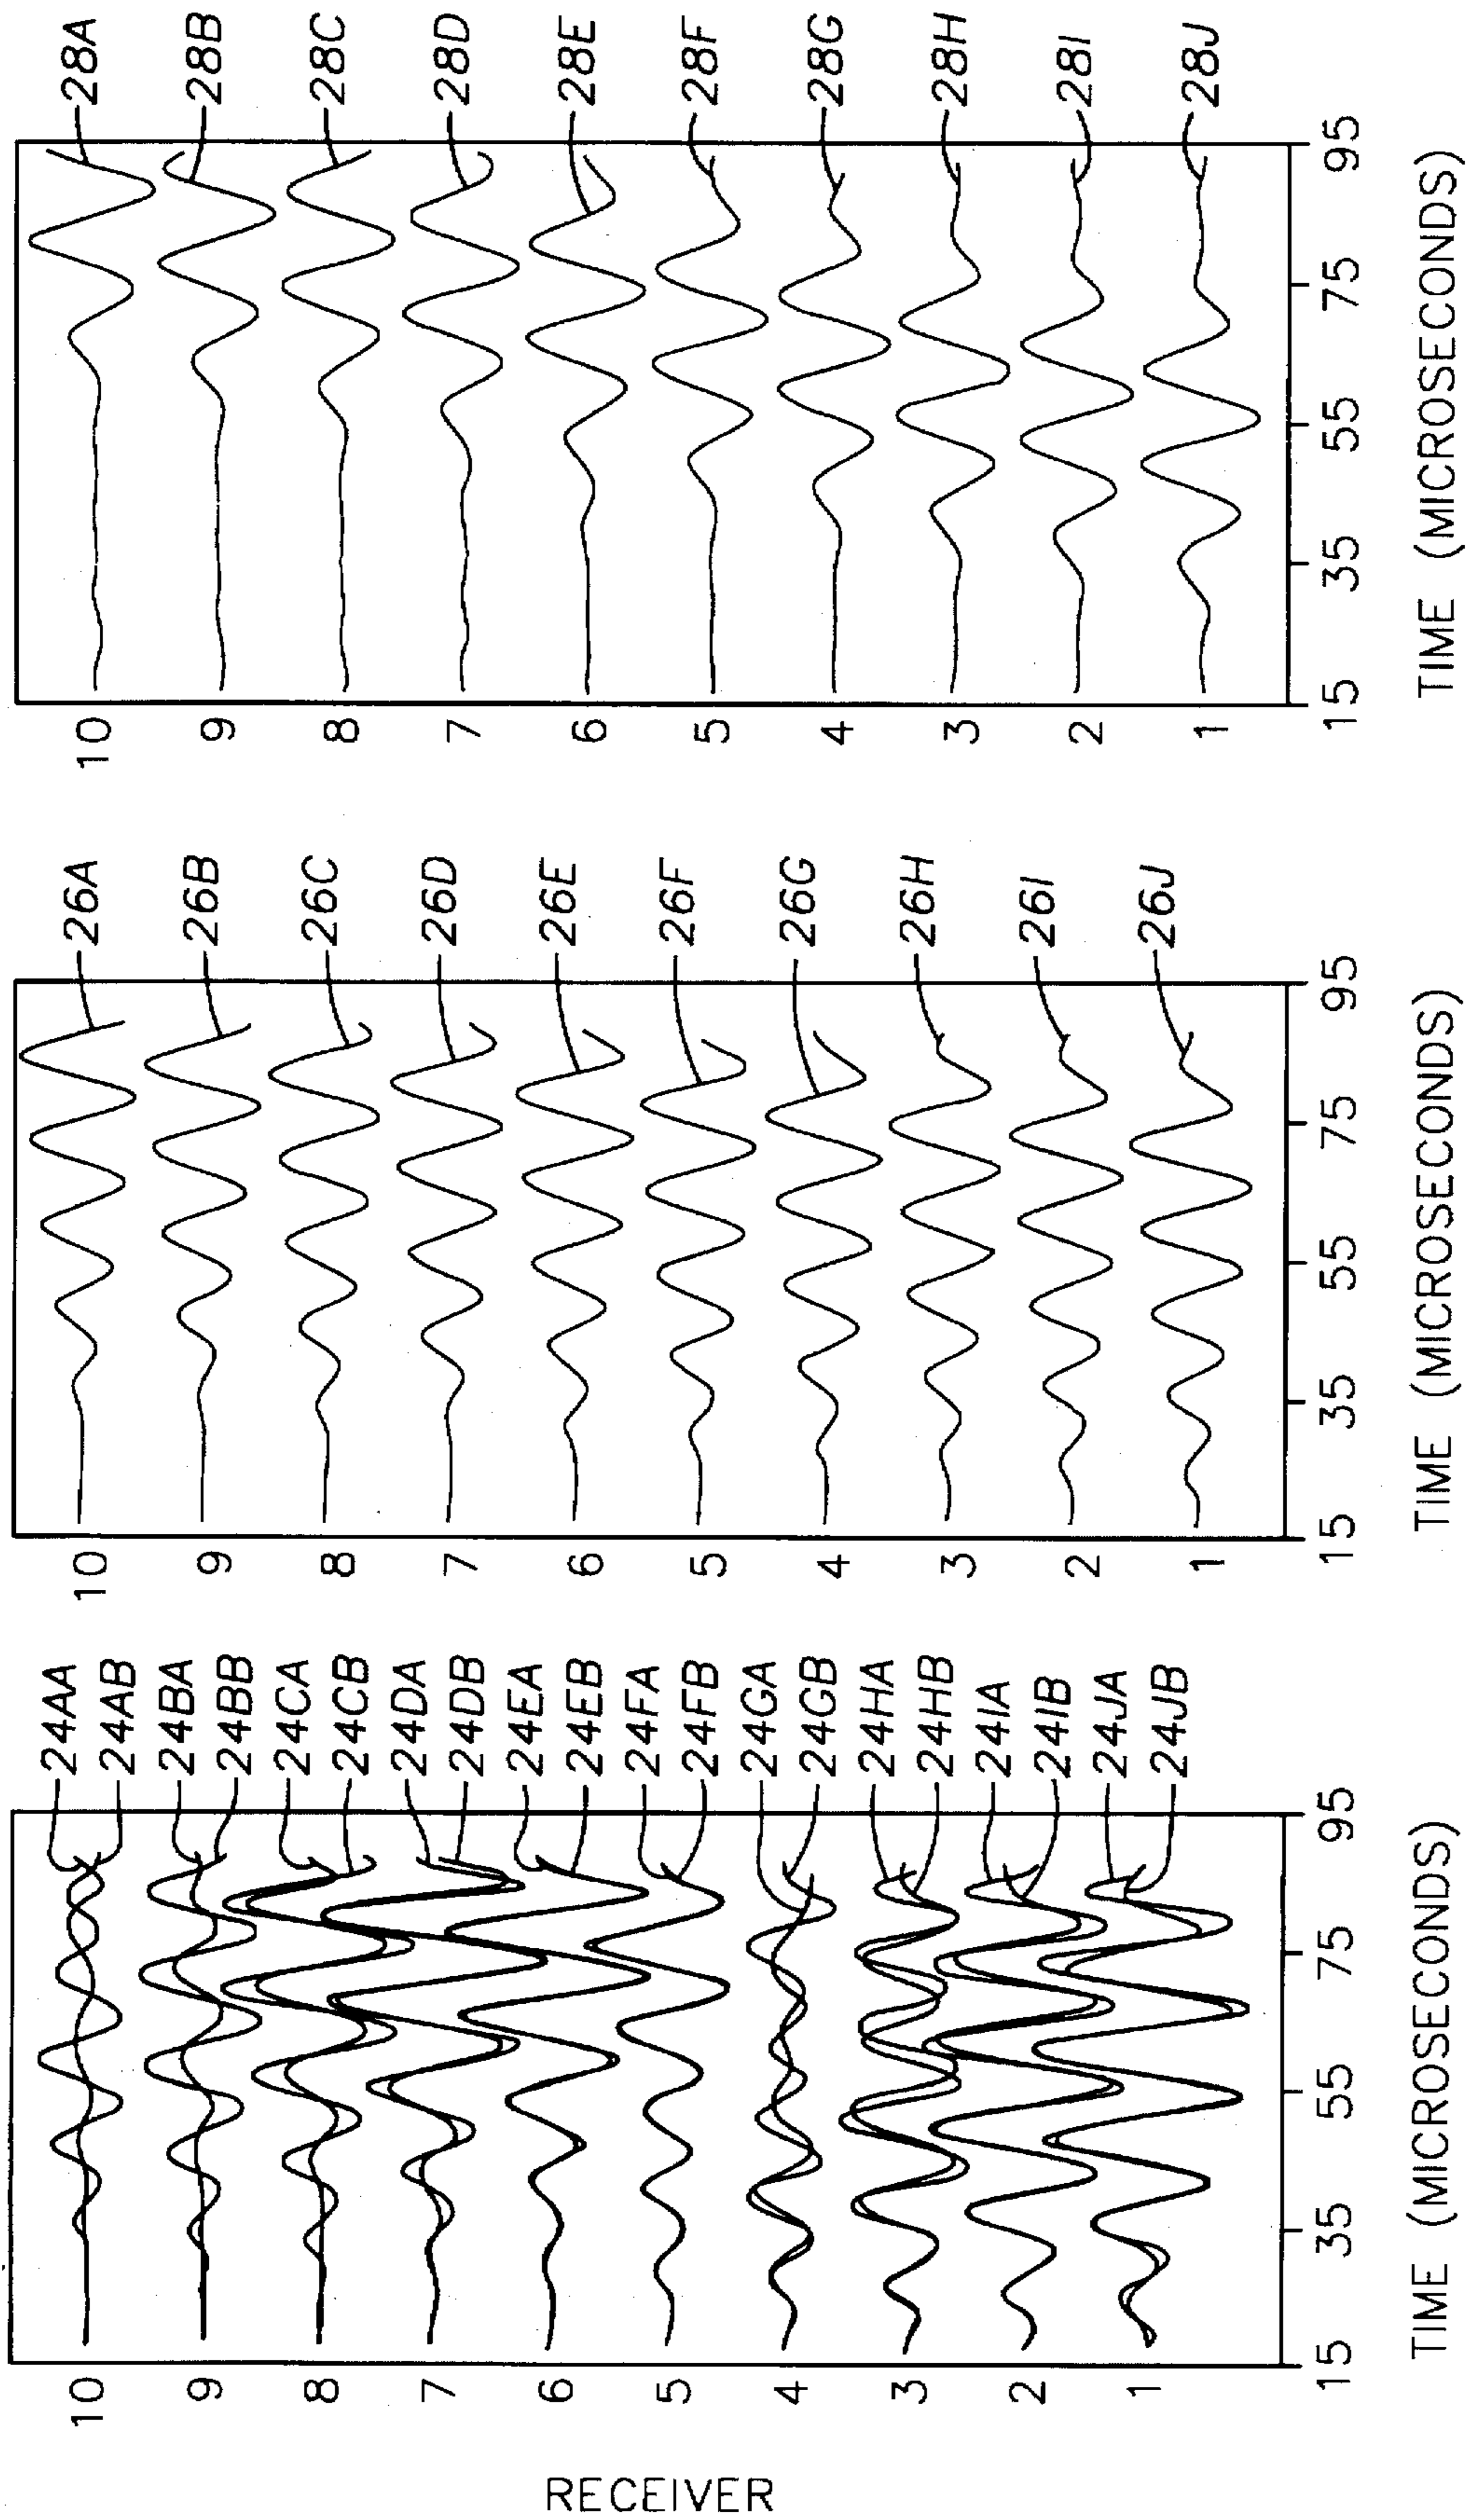 RECEIVER
10
9
8
7
6
5
4
3
2
1
24AA
24AB
24BA
24BB
24CA
24CB
24DA
24DB
24EA
24EB
24FA
24FB
24GA
24GB
24HA
24HB
24IA
24IB
24JA
24JB
15 35 55 75 95
TIME (MICROSECONDS)
10
9
8
7
6
5
4
3
2
1
26A
26B
26C
26D
26E
26F
26G
26H
26I
26J
15 35 55 75 95
TIME (MICROSECONDS)
10
9
8
7
6
5
4
3
2
1
28A
28B
28C
28D
28E
28F
28G
28H
28I
28J
15 35 55 75 95
TIME (MICROSECONDS)